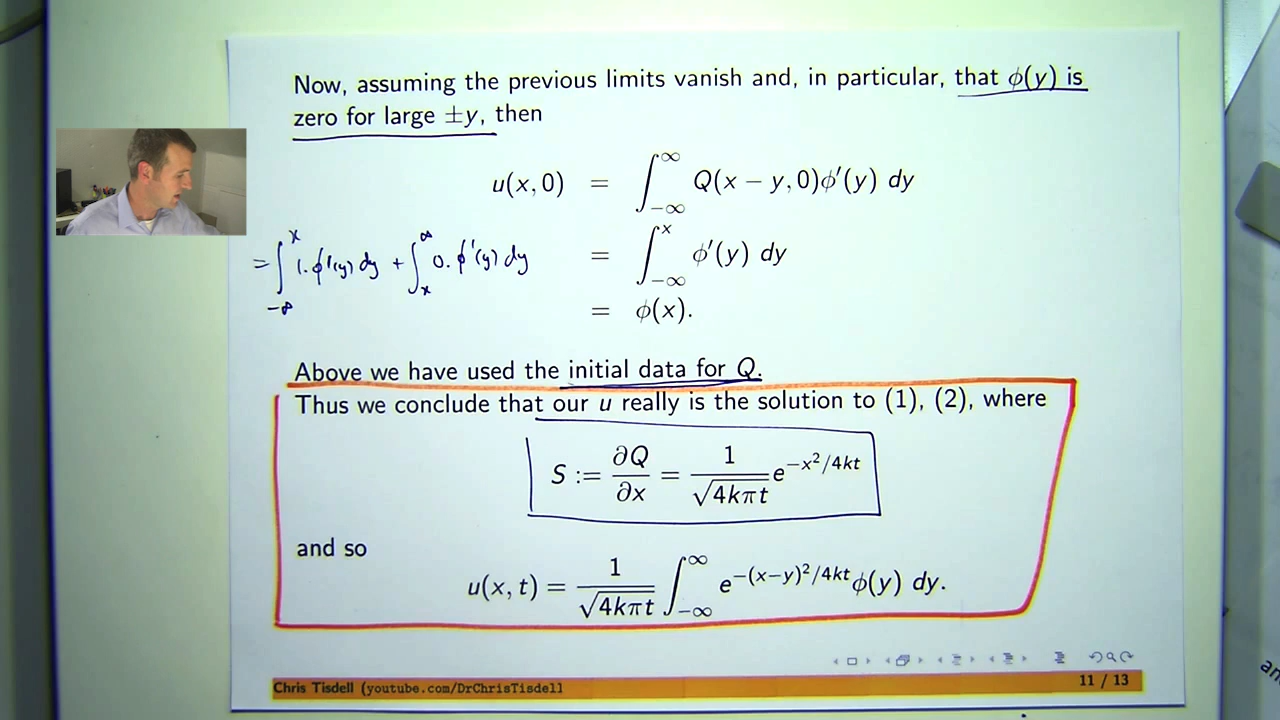 Now, assuming the previous limits vanish and, in particular, that ϕ(y) is
zero for large ±y, then
u(x, 0) = ∫_{−∞}^{∞} Q(x − y, 0)ϕ′(y) dy
= ∫_{-∞}^{x} 1.ϕ'(y) dy + ∫_{x}^{∞} 0.ϕ'(y) dy
= ∫_{−∞}^{x} ϕ′(y) dy
= ϕ(x).
Above we have used the initial data for Q.
Thus we conclude that our u really is the solution to (1), (2), where
S := ∂Q/∂x = 1/√(4kπt) e^{−x²/4kt}
and so
u(x, t) = 1/√(4kπt) ∫_{−∞}^{∞} e^{−(x−y)²/4kt} ϕ(y) dy.
Chris Tisdell (youtube.com/DrChrisTisdell
11 / 13